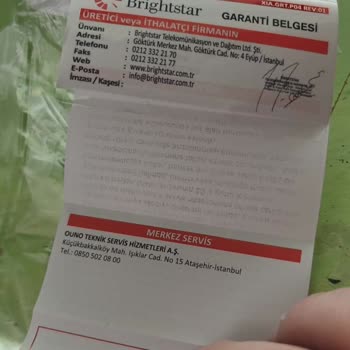 Brightstar
XIA.GRT.P04 REV:01
GARANTİ BELGESİ
ÜRETİCİ veya İTHALATÇI FİRMANIN
Ünvanı : Brightstar Telekomünikasyon ve Dağıtım Ltd. Şti.
Adresi : Göktürk Merkez Mah. Göktürk Cad. No: 4 Eyüp / İstanbul
Telefonu : 0212 332 21 70
Faks : 0212 332 21 77
Web : www.brightstar.com.tr
E-Posta : info@brightstar.com.tr
İmzası / Kaşesi :
MERKEZ SERVİS
OUNO TEKNİK SERVİS HİZMETLERİ A.Ş.
Küçükbakkalköy Mah. Işıklar Cad. No 15 Ataşehir-İstanbul
Tel.: 0850 502 08 00